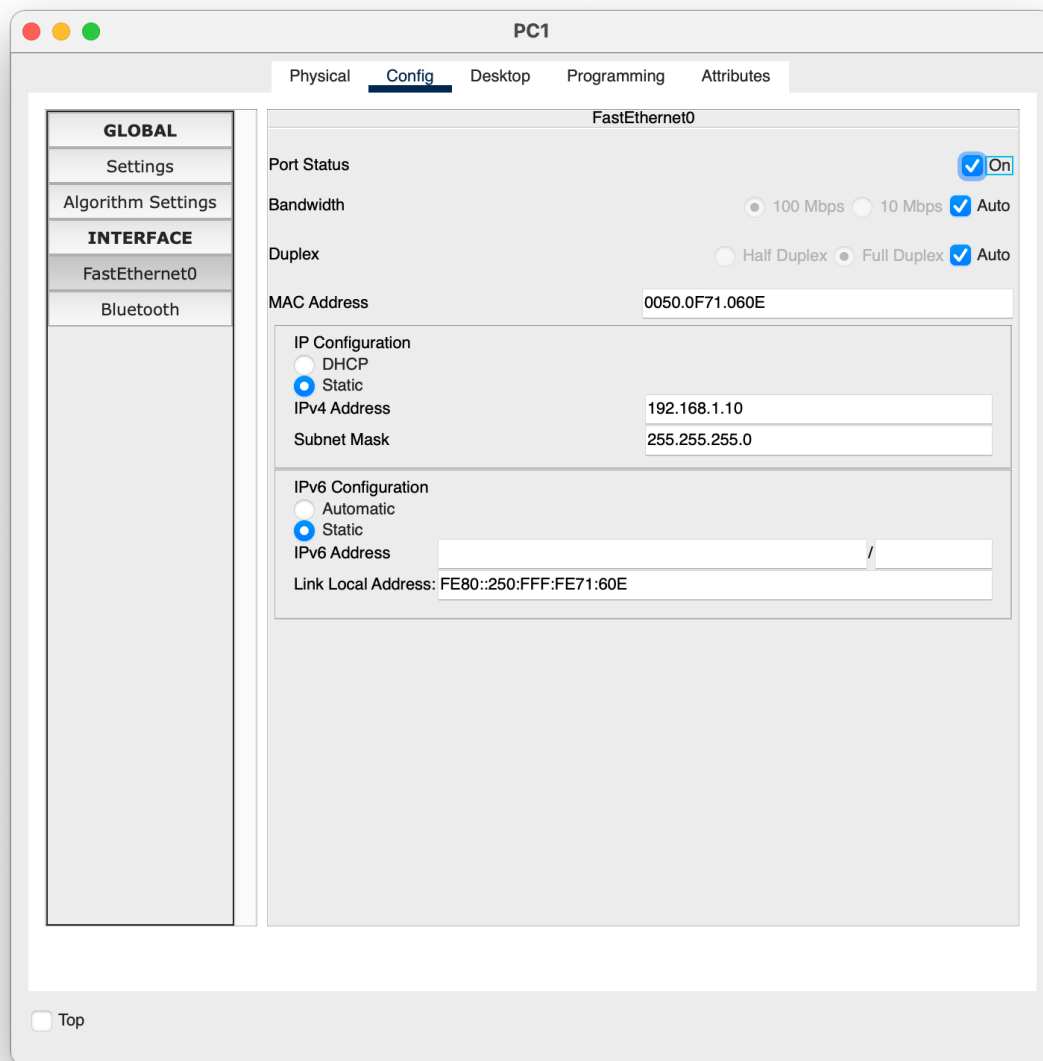 PC1
Physical Config Desktop Programming Attributes
GLOBAL
Settings
Algorithm Settings
INTERFACE
FastEthernet0
Bluetooth
FastEthernet0
Port Status On
Bandwidth 100 Mbps 10 Mbps Auto
Duplex Half Duplex Full Duplex Auto
MAC Address 0050.0F71.060E
IP Configuration
DHCP
Static
IPv4 Address 192.168.1.10
Subnet Mask 255.255.255.0
IPv6 Configuration
Automatic
Static
IPv6 Address /
Link Local Address: FE80::250:FFF:FE71:60E
Top